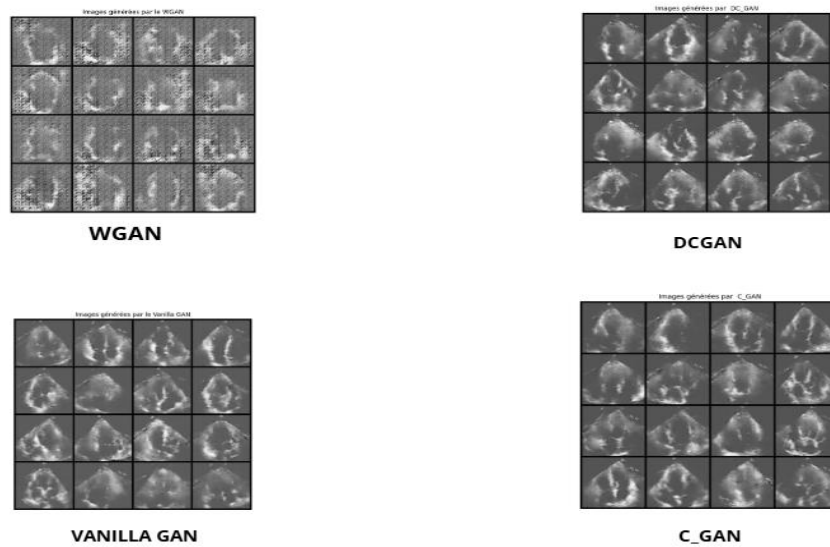 Images générées par le WGAN
WGAN
Images générées par DC_GAN
DCGAN
Images générées par le Vanilla GAN
VANILLA GAN
Images générées par C_GAN
C_GAN